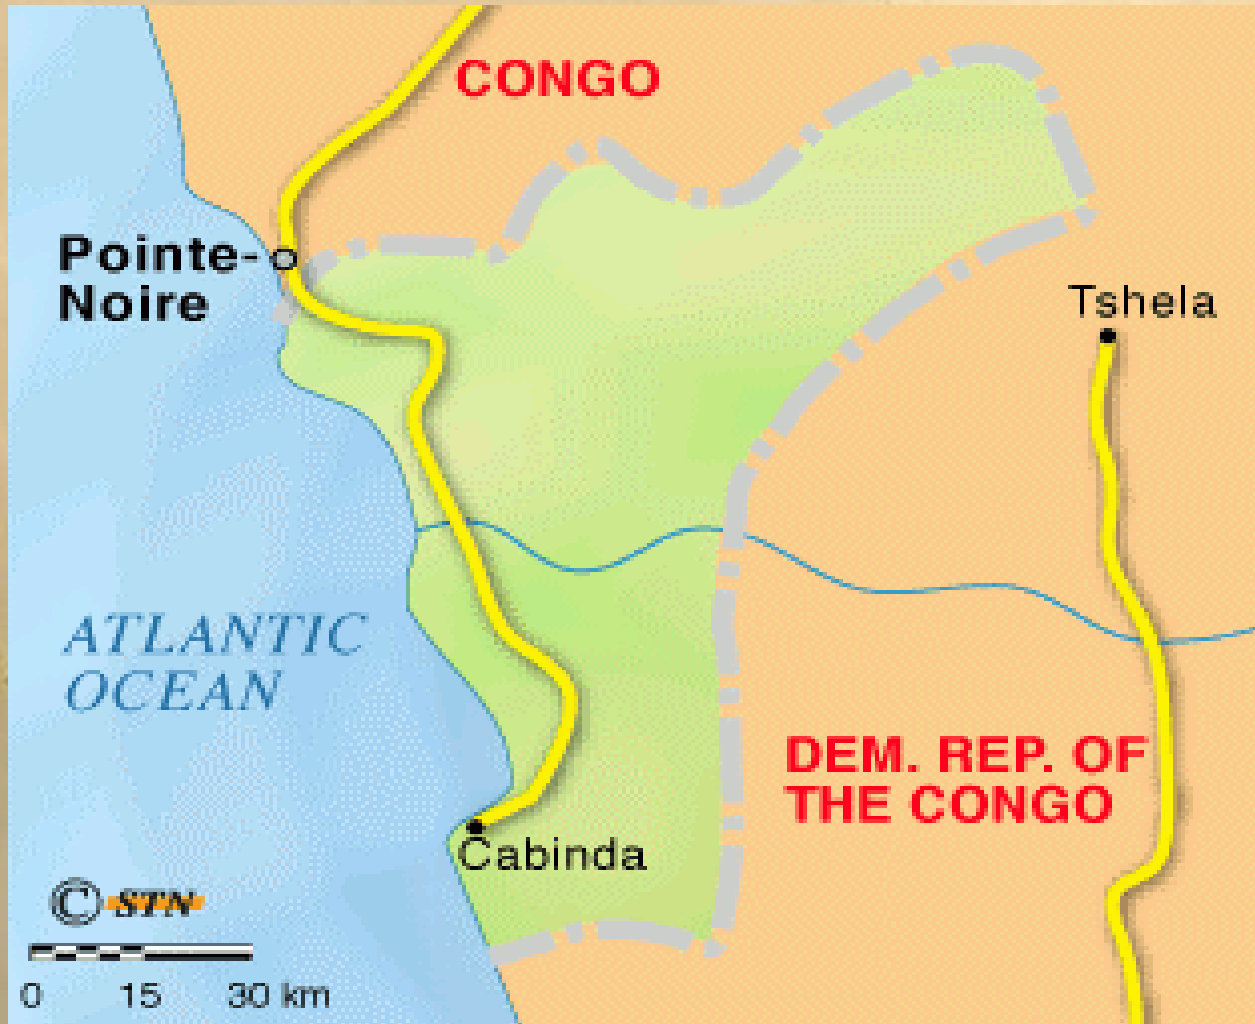 CONGO
Pointe-
Noire
Tshela
ATLANTIC
OCEAN
DEM. REP. OF
THE CONGO
Cabinda
© STN
0 15 30 km